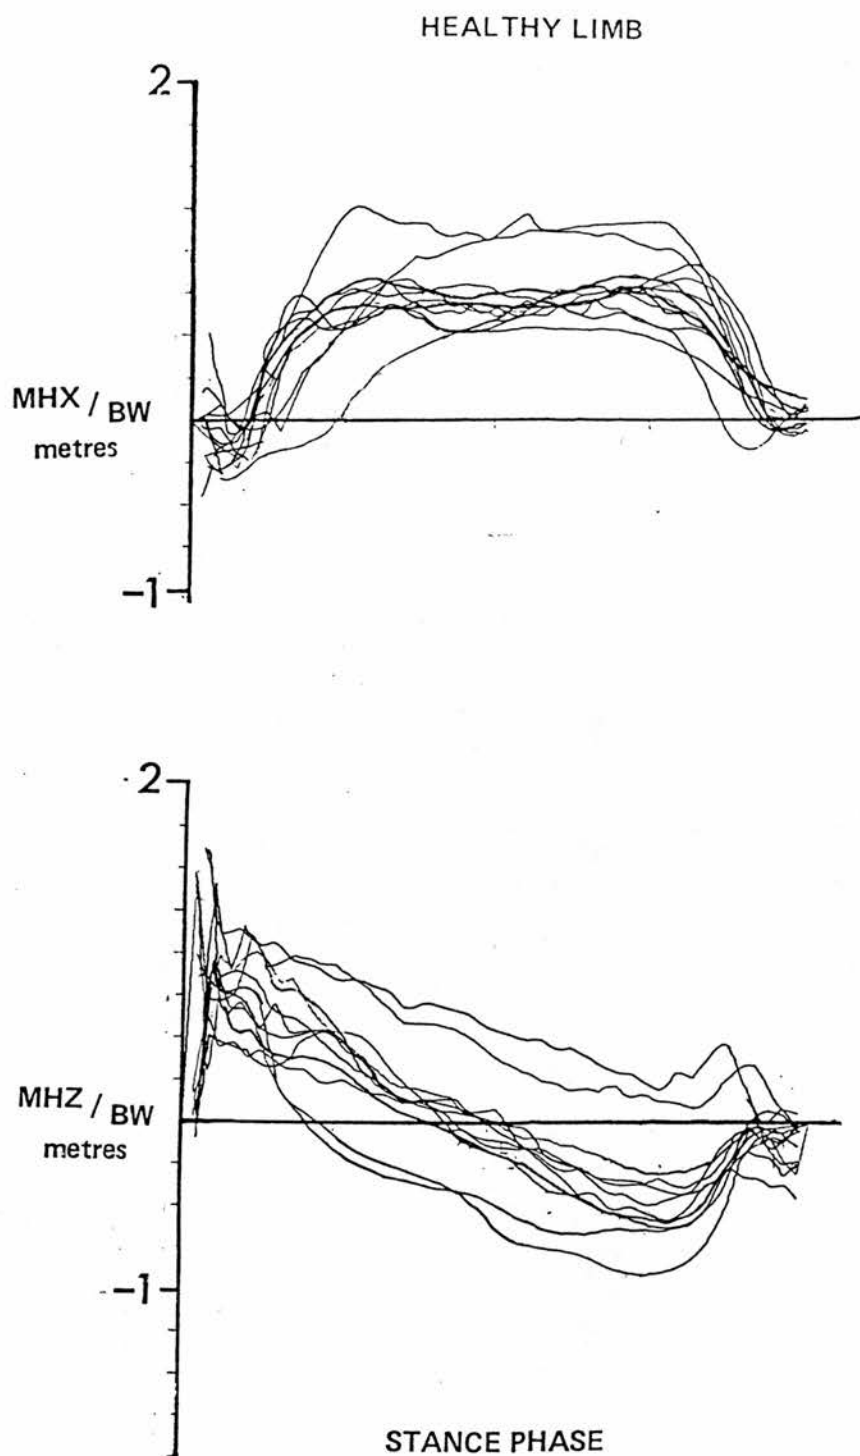 HEALTHY LIMB
2
MHX / BW
metres
-1
2
MHZ / BW
metres
-1
STANCE PHASE